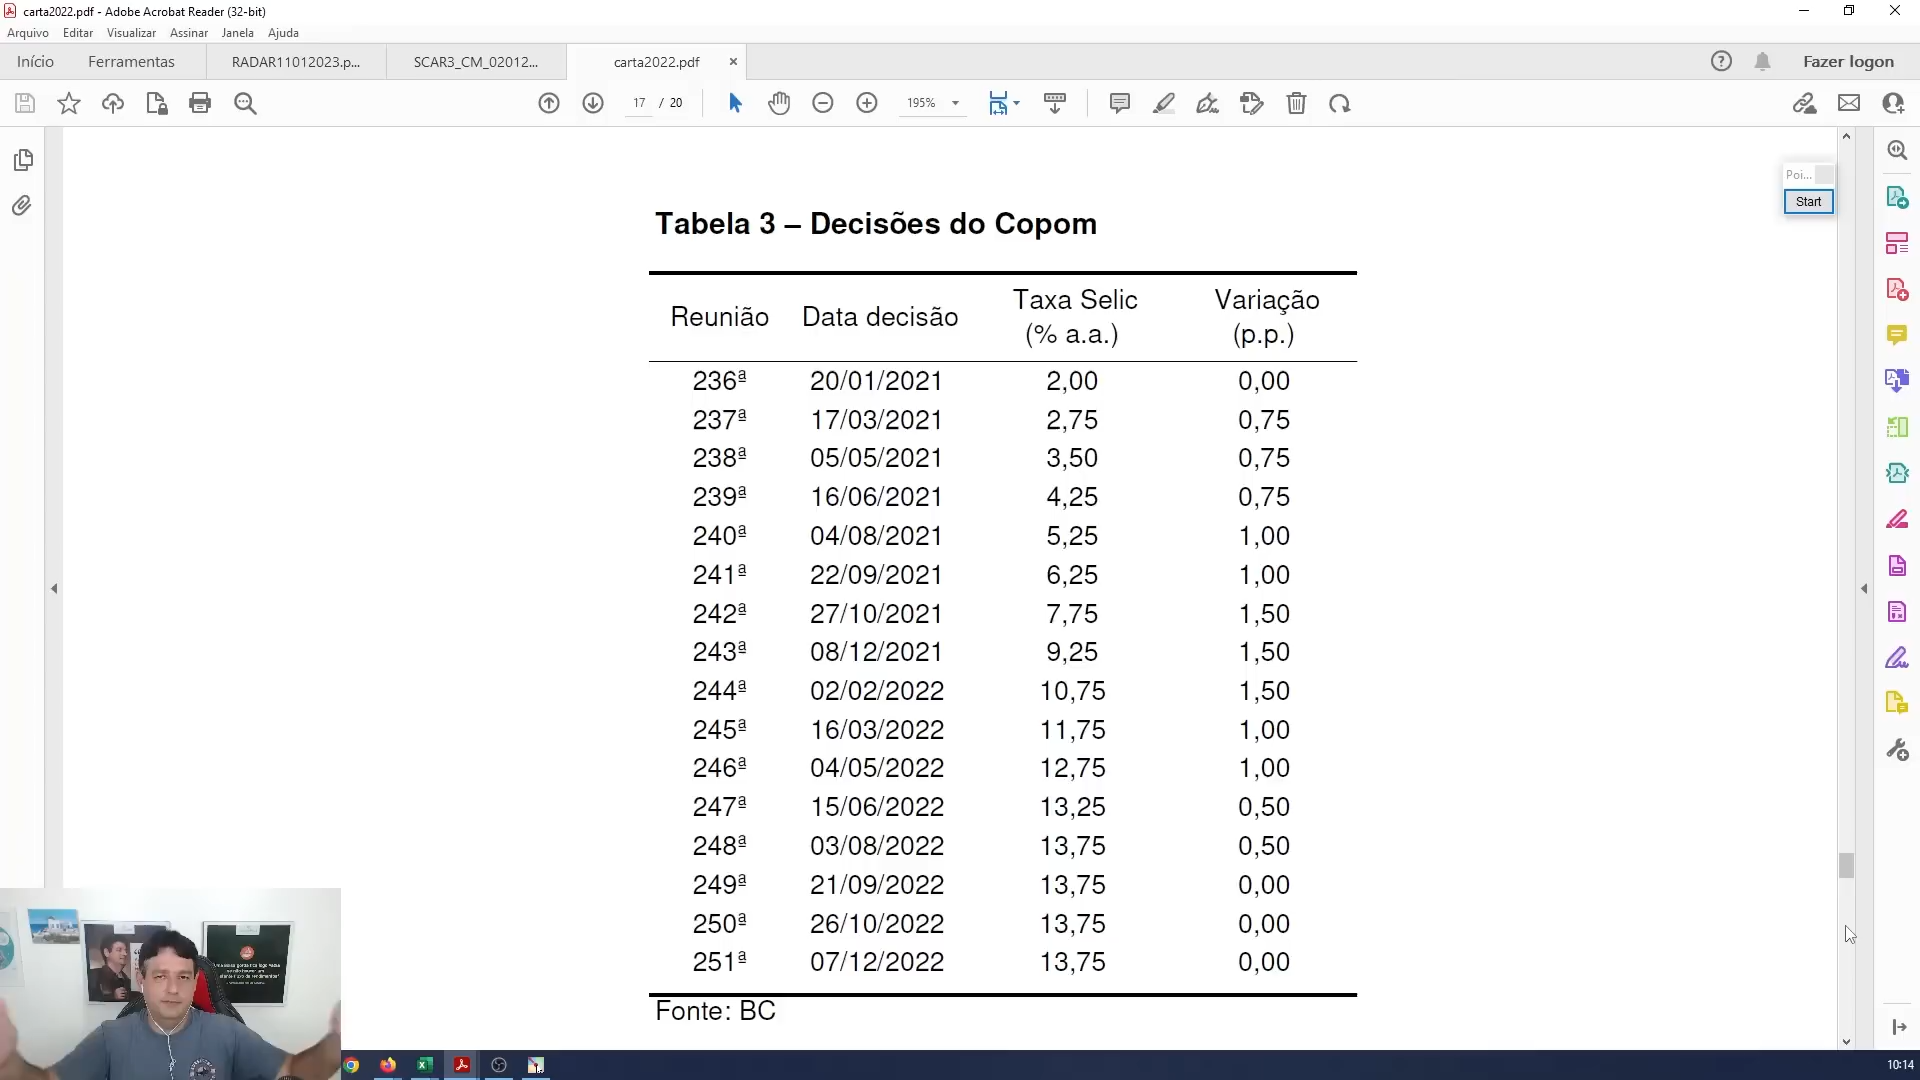 carta2022.pdf - Adobe Acrobat Reader (32-bit)
Arquivo Editar Visualizar Assinar Janela Ajuda
Início Ferramentas RADAR11012023.p... SCAR3_CM_02012... carta2022.pdf Fazer logon
17 / 20 195%
Poi...
Start
Tabela 3 – Decisões do Copom
Reunião Data decisão Taxa Selic (% a.a.) Variação (p.p.)
236ª 20/01/2021 2,00 0,00
237ª 17/03/2021 2,75 0,75
238ª 05/05/2021 3,50 0,75
239ª 16/06/2021 4,25 0,75
240ª 04/08/2021 5,25 1,00
241ª 22/09/2021 6,25 1,00
242ª 27/10/2021 7,75 1,50
243ª 08/12/2021 9,25 1,50
244ª 02/02/2022 10,75 1,50
245ª 16/03/2022 11,75 1,00
246ª 04/05/2022 12,75 1,00
247ª 15/06/2022 13,25 0,50
248ª 03/08/2022 13,75 0,50
249ª 21/09/2022 13,75 0,00
250ª 26/10/2022 13,75 0,00
251ª 07/12/2022 13,75 0,00
Fonte: BC
10:14